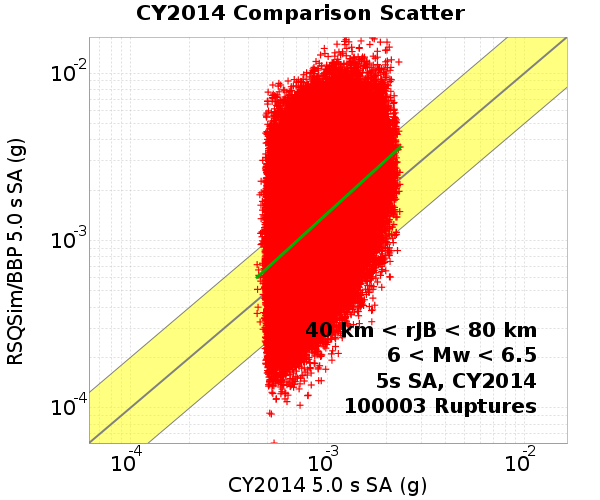 CY2014 Comparison Scatter
RSQSim/BBP 5.0 s SA (g)
10-2
10-3
10-4
40 km < rJB < 80 km
6 < Mw < 6.5
5s SA, CY2014
100003 Ruptures
10-4 10-3 10-2
CY2014 5.0 s SA (g)